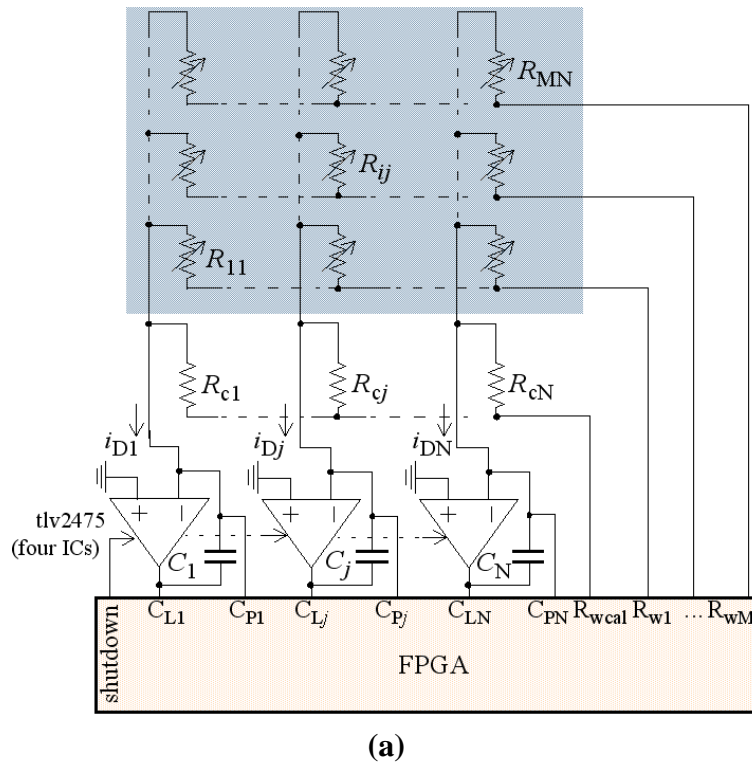 R_MN
R_ij
R_11
R_c1 R_cj R_cN
i_D1 i_Dj i_DN
+ − + − + −
tlv2475
(four ICs)
C_1 C_j C_N
shutdown C_L1 C_P1 C_Lj C_Pj C_LN C_PN R_wcal R_w1 ... R_wM
FPGA
(a)